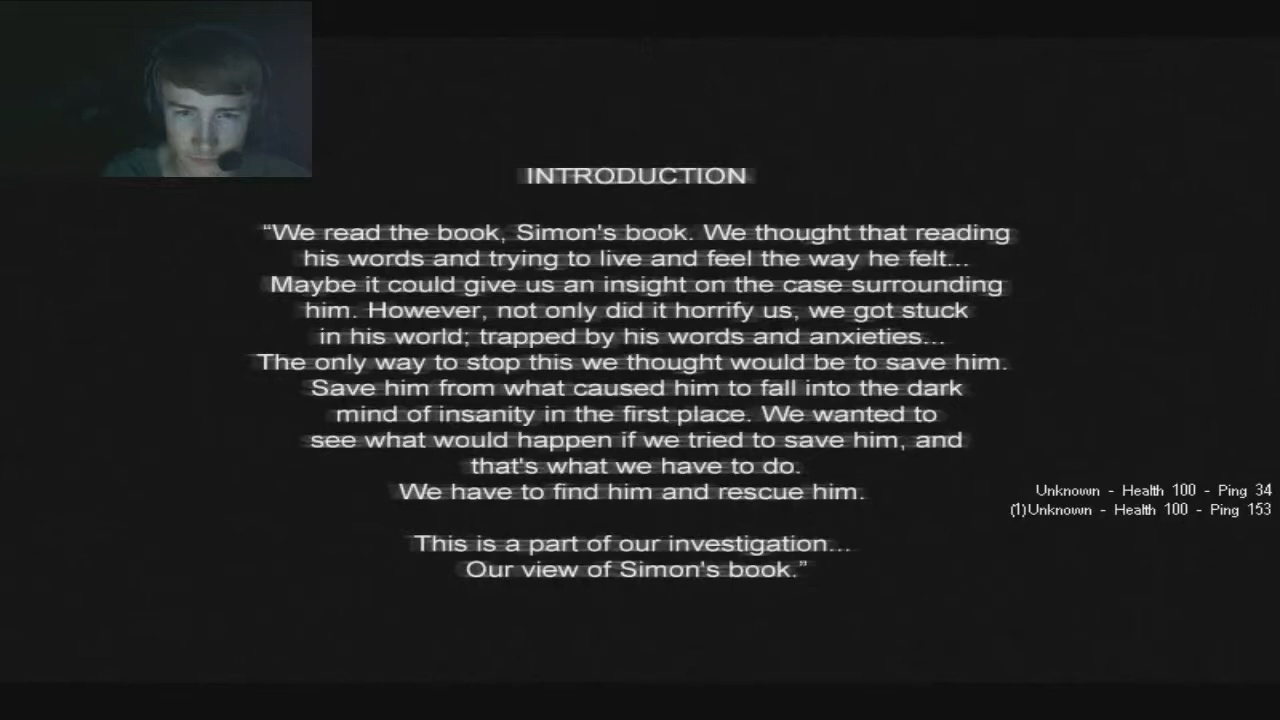 INTRODUCTION
“We read the book, Simon's book. We thought that reading
his words and trying to live and feel the way he felt...
Maybe it could give us an insight on the case surrounding
him. However, not only did it horrify us, we got stuck
in his world; trapped by his words and anxieties...
The only way to stop this we thought would be to save him.
Save him from what caused him to fall into the dark
mind of insanity in the first place. We wanted to
see what would happen if we tried to save him, and
that's what we have to do.
We have to find him and rescue him.
This is a part of our investigation...
Our view of Simon's book.”
Unknown - Health 100 - Ping 34
(1)Unknown - Health 100 - Ping 153